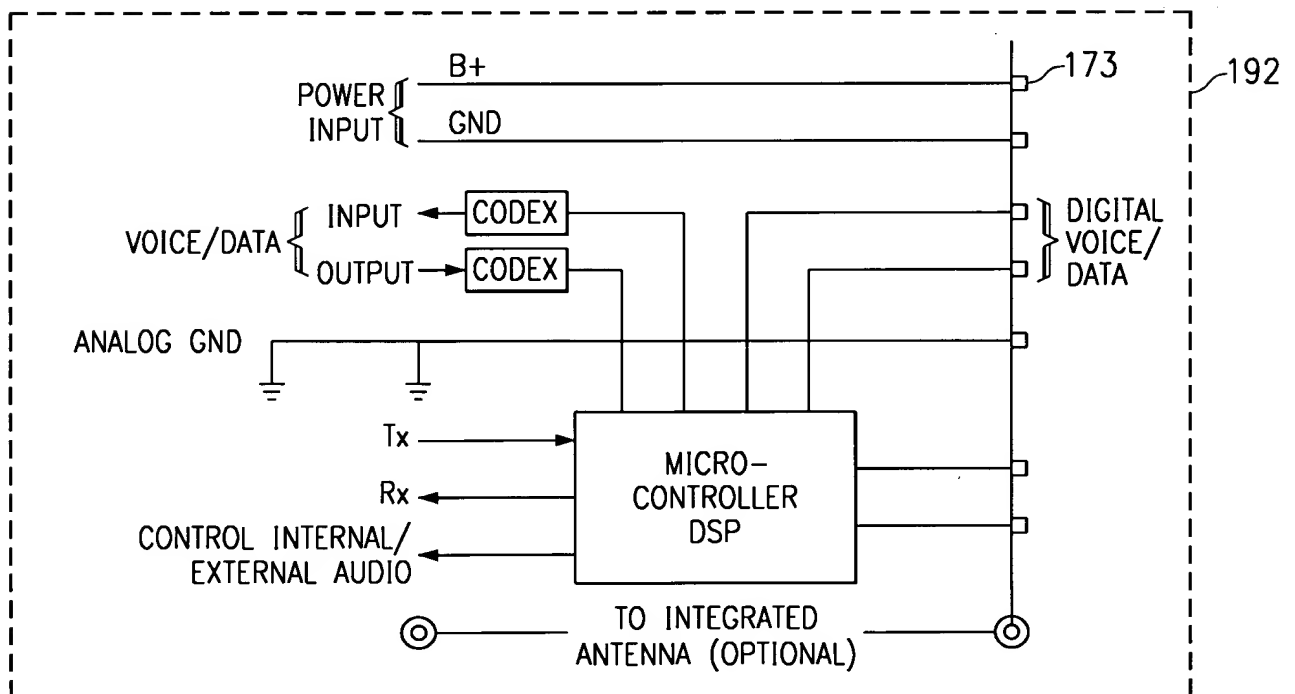 B+
173
192
POWER
INPUT
GND
INPUT
CODEX
DIGITAL
VOICE/
DATA
VOICE/DATA
OUTPUT
CODEX
ANALOG GND
Tx
MICRO-
CONTROLLER
DSP
Rx
CONTROL INTERNAL/
EXTERNAL AUDIO
TO INTEGRATED
ANTENNA (OPTIONAL)